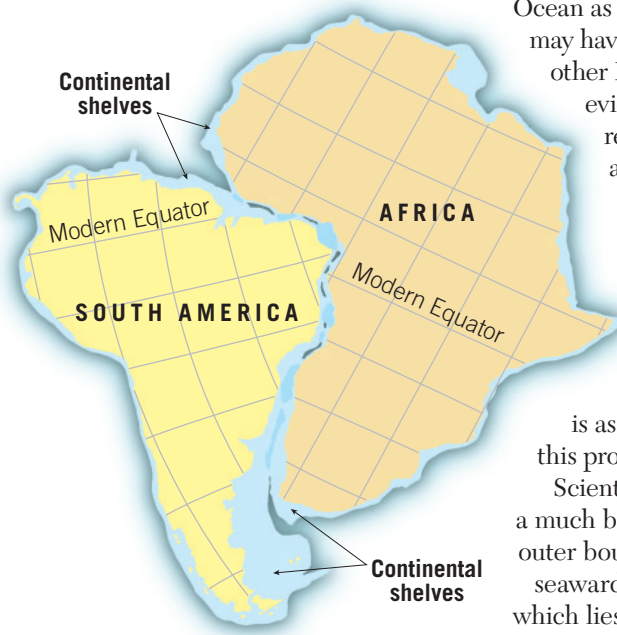 Ocean as
may have
other
evi
re
a
Continental
shelves
Modern Equator
AFRICA
SOUTH AMERICA
Modern Equator
is as
this pro
Scient
a much b
outer bou
seaward
which lies
Continental
shelves